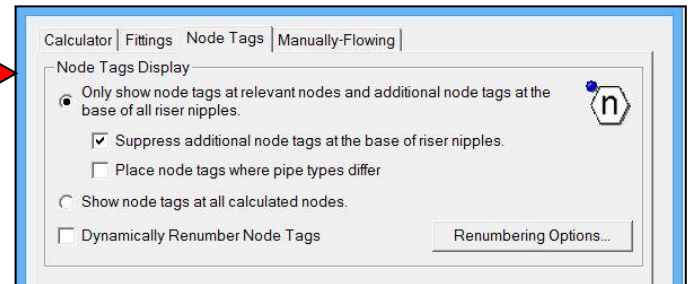 Calculator Fittings Node Tags Manually-Flowing
Node Tags Display
Only show node tags at relevant nodes and additional node tags at the
base of all riser nipples.
n
Suppress additional node tags at the base of riser nipples.
Place node tags where pipe types differ
Show node tags at all calculated nodes.
Dynamically Renumber Node Tags Renumbering Options...